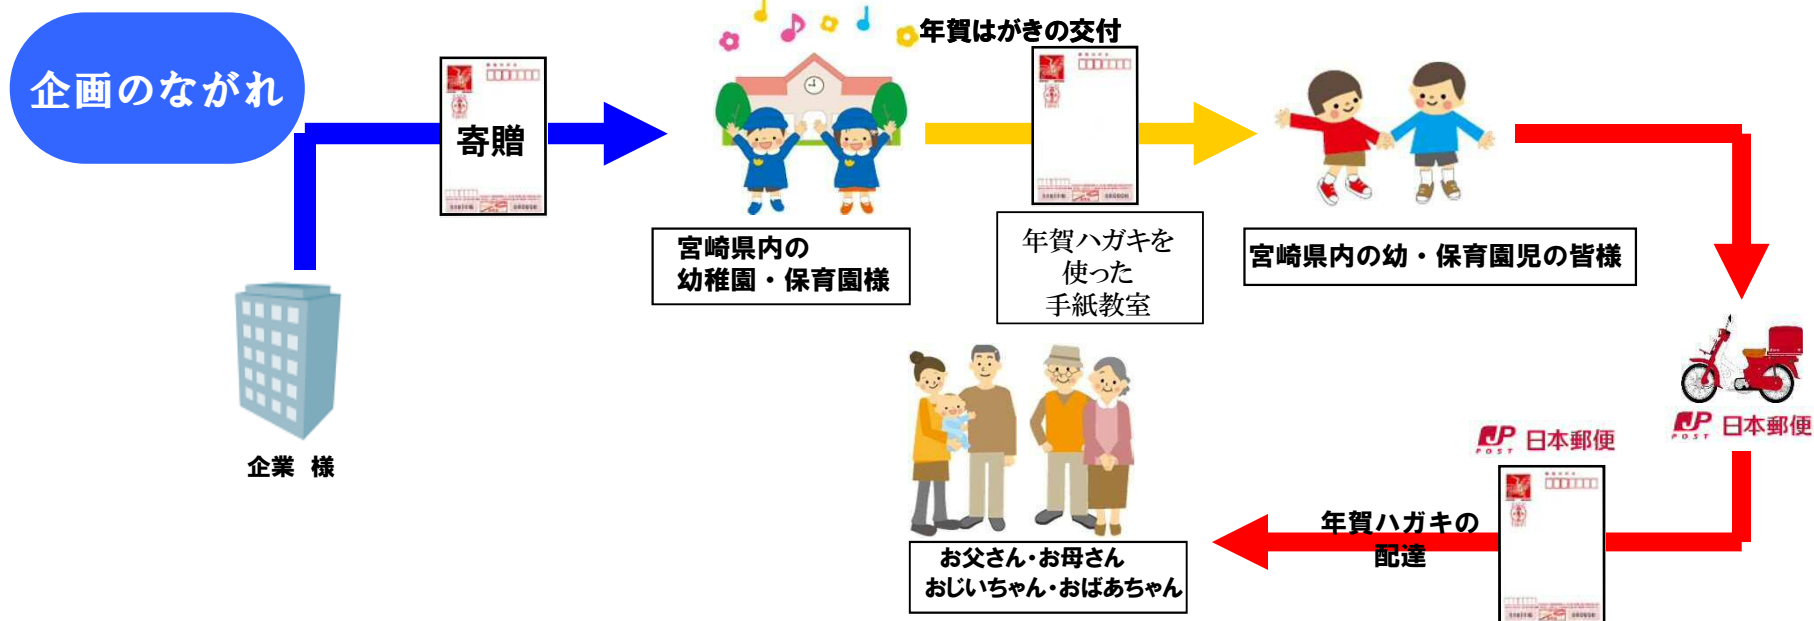 企画のながれ
寄贈
年賀はがきの交付
宮崎県内の
幼稚園・保育園様
年賀ハガキを
使った
手紙教室
宮崎県内の幼・保育園児の皆様
企業 様
JP 日本郵便
POST
JP 日本郵便
POST
年賀ハガキの
配達
お父さん・お母さん
おじいちゃん・おばあちゃん